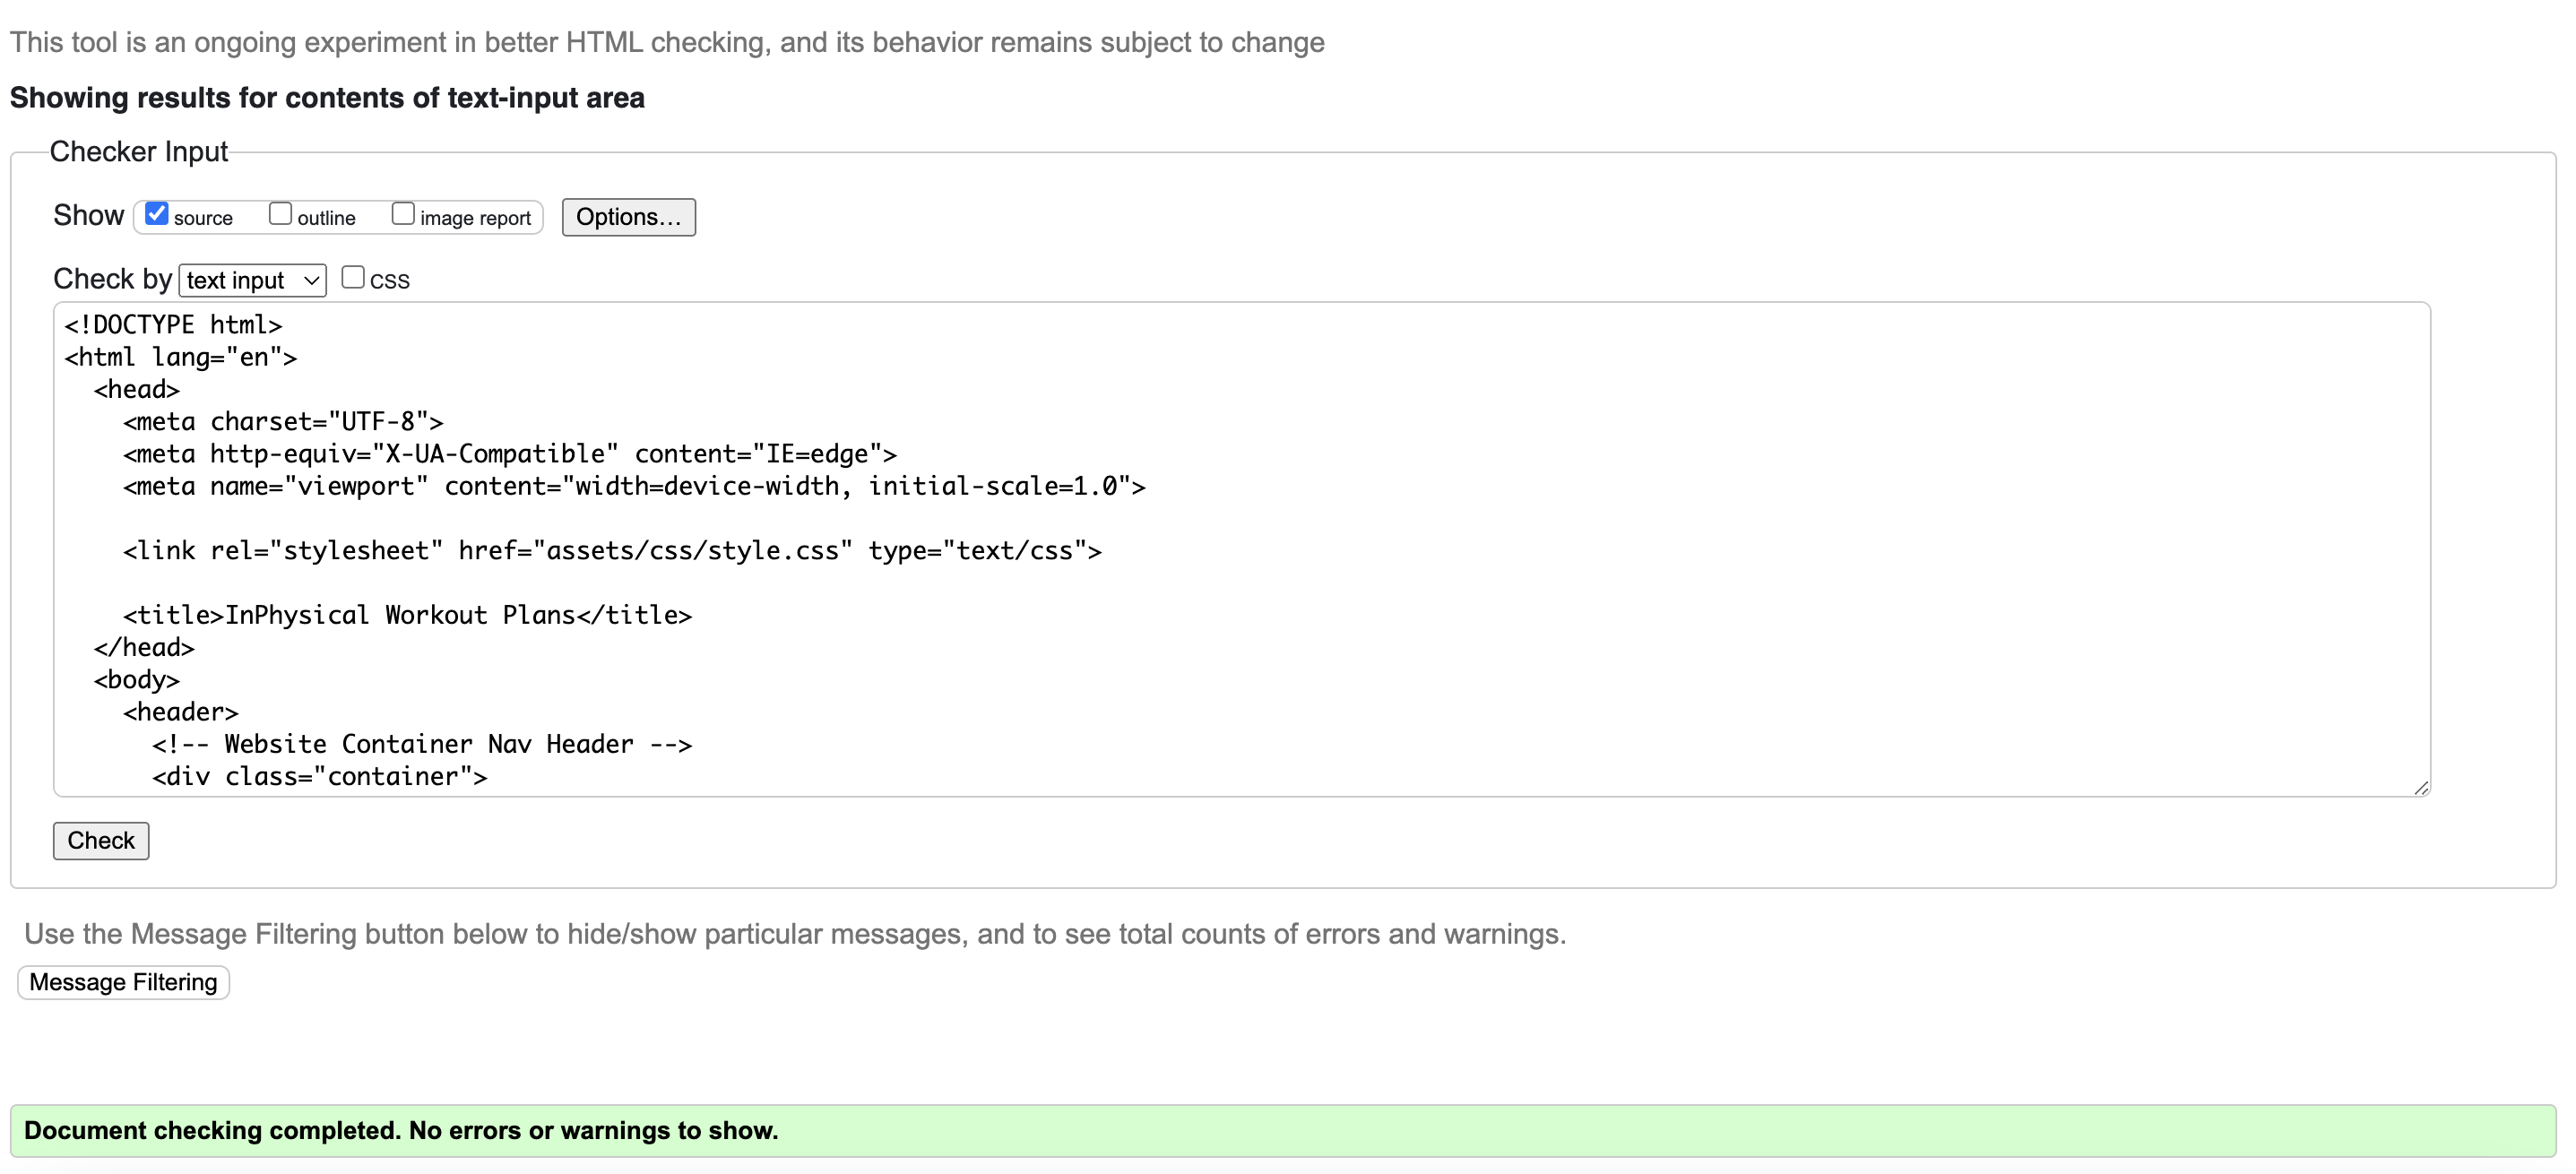 This tool is an ongoing experiment in better HTML checking, and its behavior remains subject to change
Showing results for contents of text-input area
Checker Input
Show source outline image report Options…
Check by text input CSS
<!DOCTYPE html>
<html lang="en">
  <head>
    <meta charset="UTF-8">
    <meta http-equiv="X-UA-Compatible" content="IE=edge">
    <meta name="viewport" content="width=device-width, initial-scale=1.0">
    <link rel="stylesheet" href="assets/css/style.css" type="text/css">
    <title>InPhysical Workout Plans</title>
  </head>
  <body>
    <header>
      <!-- Website Container Nav Header -->
      <div class="container">
Check
Use the Message Filtering button below to hide/show particular messages, and to see total counts of errors and warnings.
Message Filtering
Document checking completed. No errors or warnings to show.